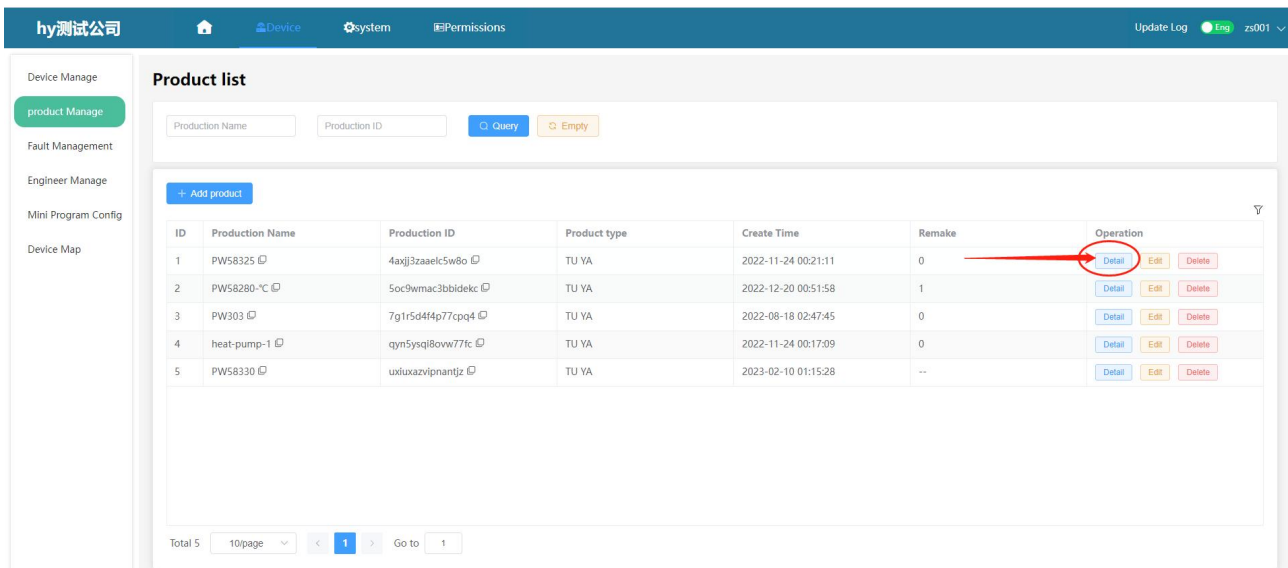 hy测试公司 Device system Permissions Update Log Eng zs001
Device Manage
product Manage
Fault Management
Engineer Manage
Mini Program Config
Device Map
Product list
Production Name Production ID Query Empty
+ Add product
ID Production Name Production ID Product type Create Time Remake Operation
1 PW58325 4axjj3zaaelc5w8o TU YA 2022-11-24 00:21:11 0 Detail Edit Delete
2 PW58280-℃ 5oc9wmac3bbidekc TU YA 2022-12-20 00:51:58 1 Detail Edit Delete
3 PW303 7g1r5d4f4p77cpq4 TU YA 2022-08-18 02:47:45 0 Detail Edit Delete
4 heat-pump-1 qyn5ysqi8ovw77fc TU YA 2022-11-24 00:17:09 0 Detail Edit Delete
5 PW58330 uxiuxazvipnantjz TU YA 2023-02-10 01:15:28 -- Detail Edit Delete
Total 5 10/page < 1 > Go to 1